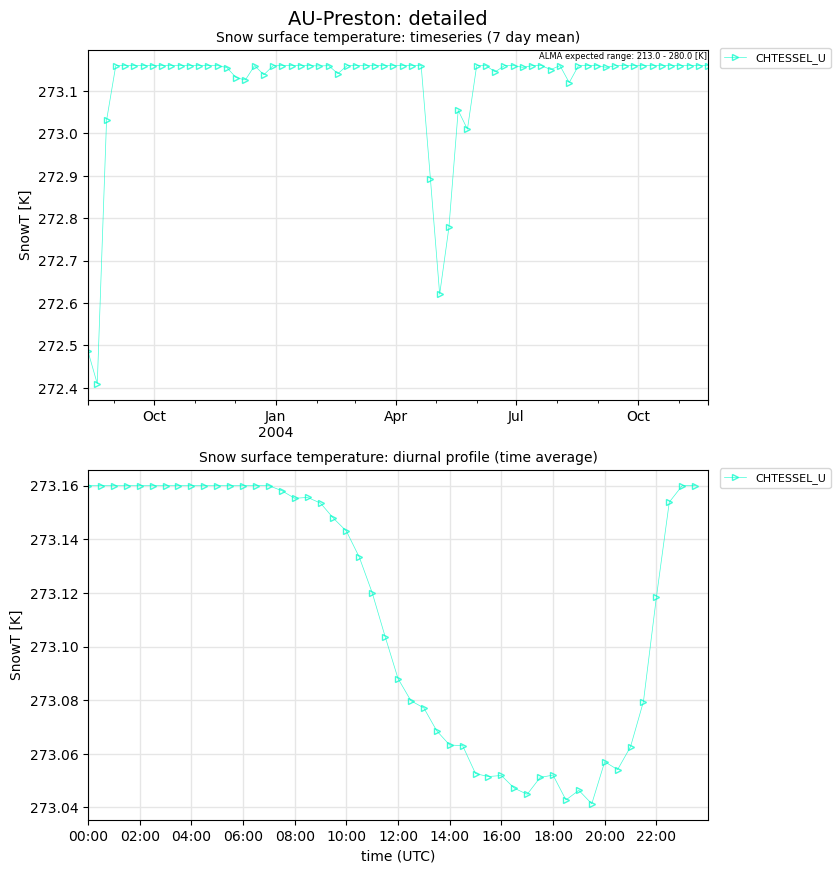 AU-Preston: detailed
Snow surface temperature: timeseries (7 day mean)
ALMA expected range: 213.0 - 280.0 [K]
CHTESSEL_U
SnowT [K]
273.1
273.0
272.9
272.8
272.7
272.6
272.5
272.4
Oct
Jan
2004
Apr
Jul
Oct
Snow surface temperature: diurnal profile (time average)
CHTESSEL_U
SnowT [K]
273.16
273.14
273.12
273.10
273.08
273.06
273.04
00:00 02:00 04:00 06:00 08:00 10:00 12:00 14:00 16:00 18:00 20:00 22:00
time (UTC)